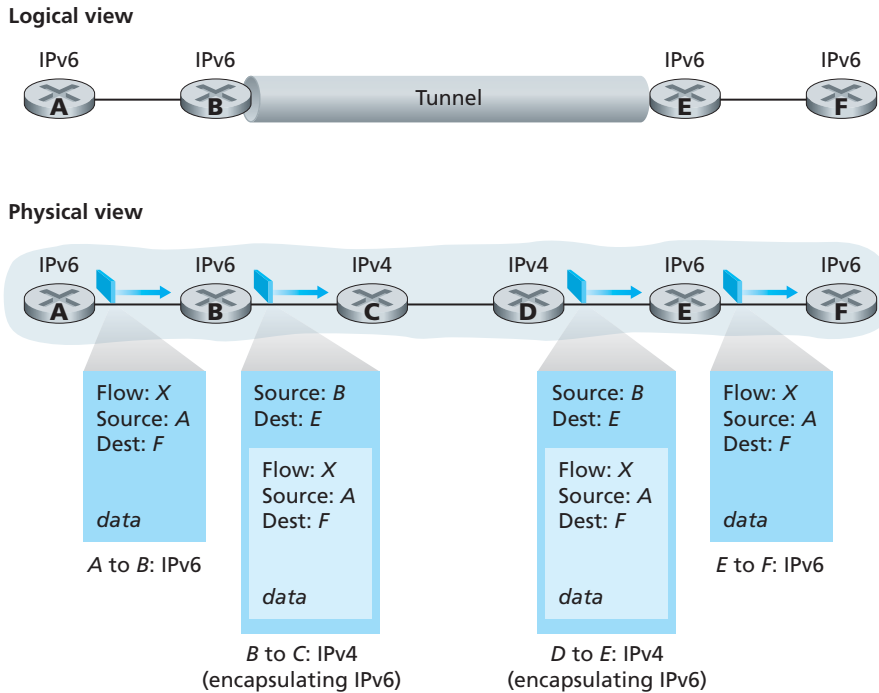 Logical view
IPv6 IPv6 IPv6 IPv6
A B Tunnel E F
Physical view
IPv6 IPv6 IPv4 IPv4 IPv6 IPv6
A B C D E F
Flow: X
Source: A
Dest: F
data
A to B: IPv6
Source: B
Dest: E
Flow: X
Source: A
Dest: F
data
B to C: IPv4
(encapsulating IPv6)
Source: B
Dest: E
Flow: X
Source: A
Dest: F
data
D to E: IPv4
(encapsulating IPv6)
Flow: X
Source: A
Dest: F
data
E to F: IPv6